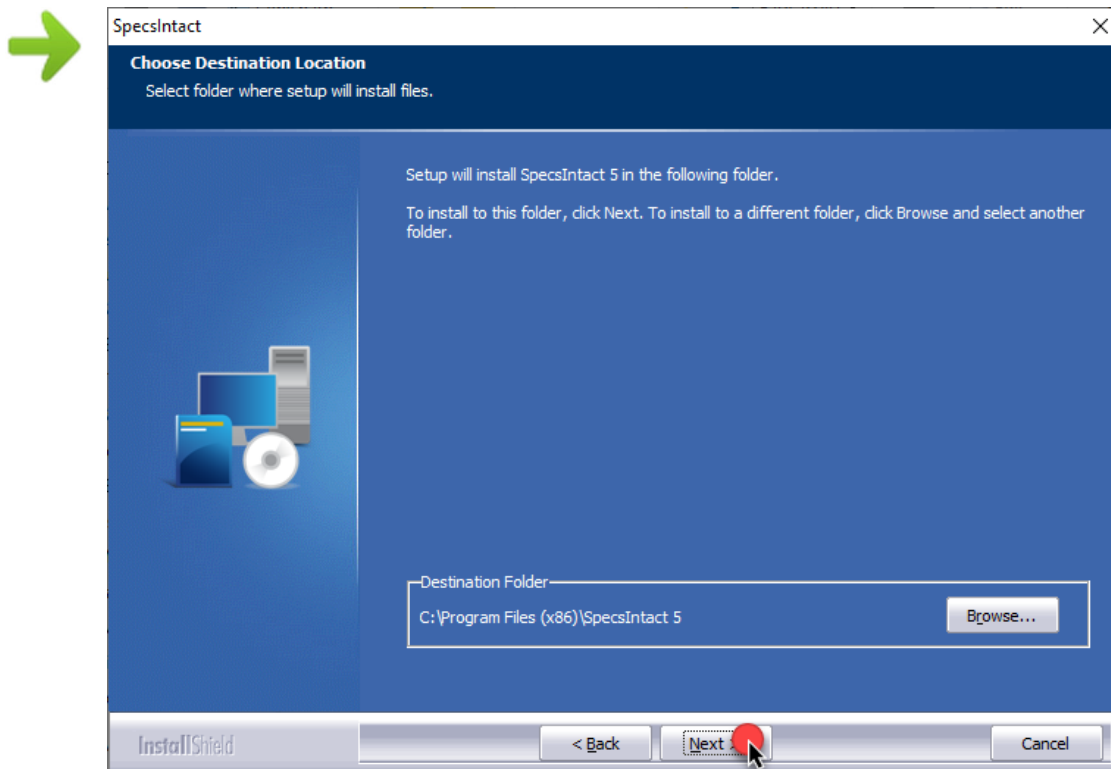 SpecsIntact
Choose Destination Location
Select folder where setup will install files.
Setup will install SpecsIntact 5 in the following folder.
To install to this folder, click Next. To install to a different folder, click Browse and select another
folder.
Destination Folder
C:\Program Files (x86)\SpecsIntact 5
Browse...
InstallShield
< Back
Next >
Cancel